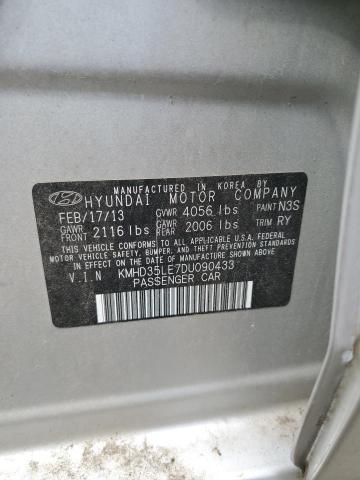 MANUFACTURED IN KOREA BY
HYUNDAI MOTOR COMPANY
FEB/17/13 GVWR 4056 lbs PAINT N3S
GAWR FRONT 2116 lbs GAWR REAR 2006 lbs TRIM RY
THIS VEHICLE CONFORMS TO ALL APPLICABLE U.S.A. FEDERAL
MOTOR VEHICLE SAFETY, BUMPER, AND THEFT PREVENTION
STANDARDS IN EFFECT ON THE DATE OF MANUFACTURE SHOWN ABOVE.
V.I.N KMHD35LE7DU090433
PASSENGER CAR